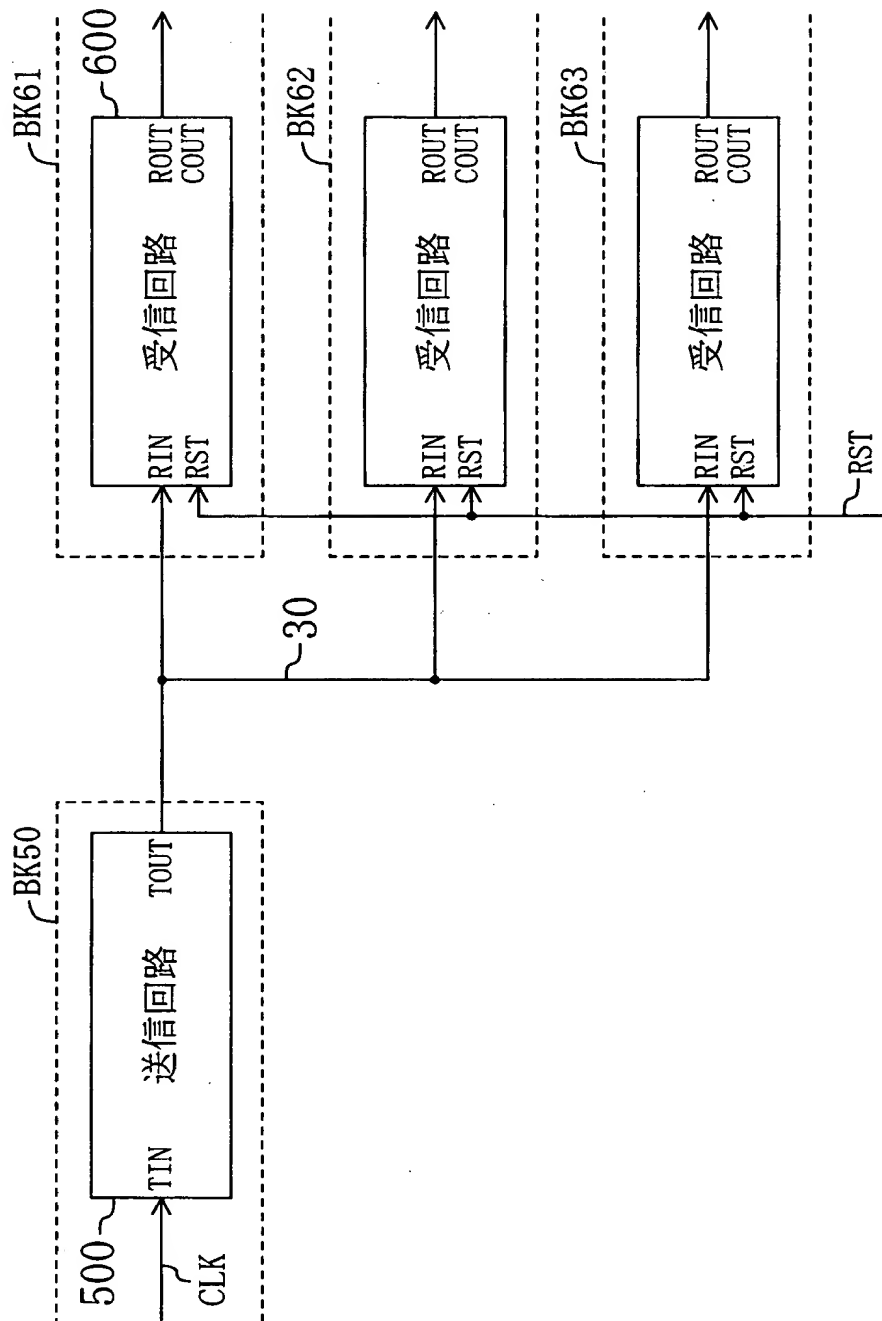 BK50
500
CLK
TIN
送信回路
TOUT
30
BK61
600
RIN
RST
受信回路
ROUT
COUT
BK62
RIN
RST
受信回路
ROUT
COUT
BK63
RIN
RST
受信回路
ROUT
COUT
RST